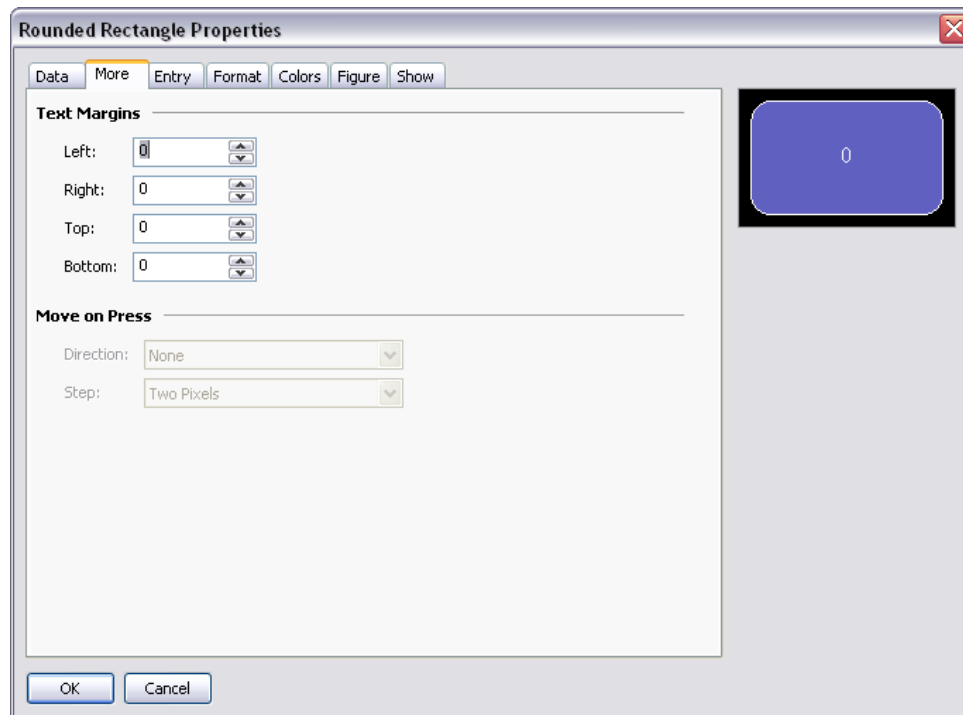 Rounded Rectangle Properties
Data More Entry Format Colors Figure Show
Text Margins
Left: 0
0
Right: 0
Top: 0
Bottom: 0
Move on Press
Direction: None
Step: Two Pixels
OK Cancel